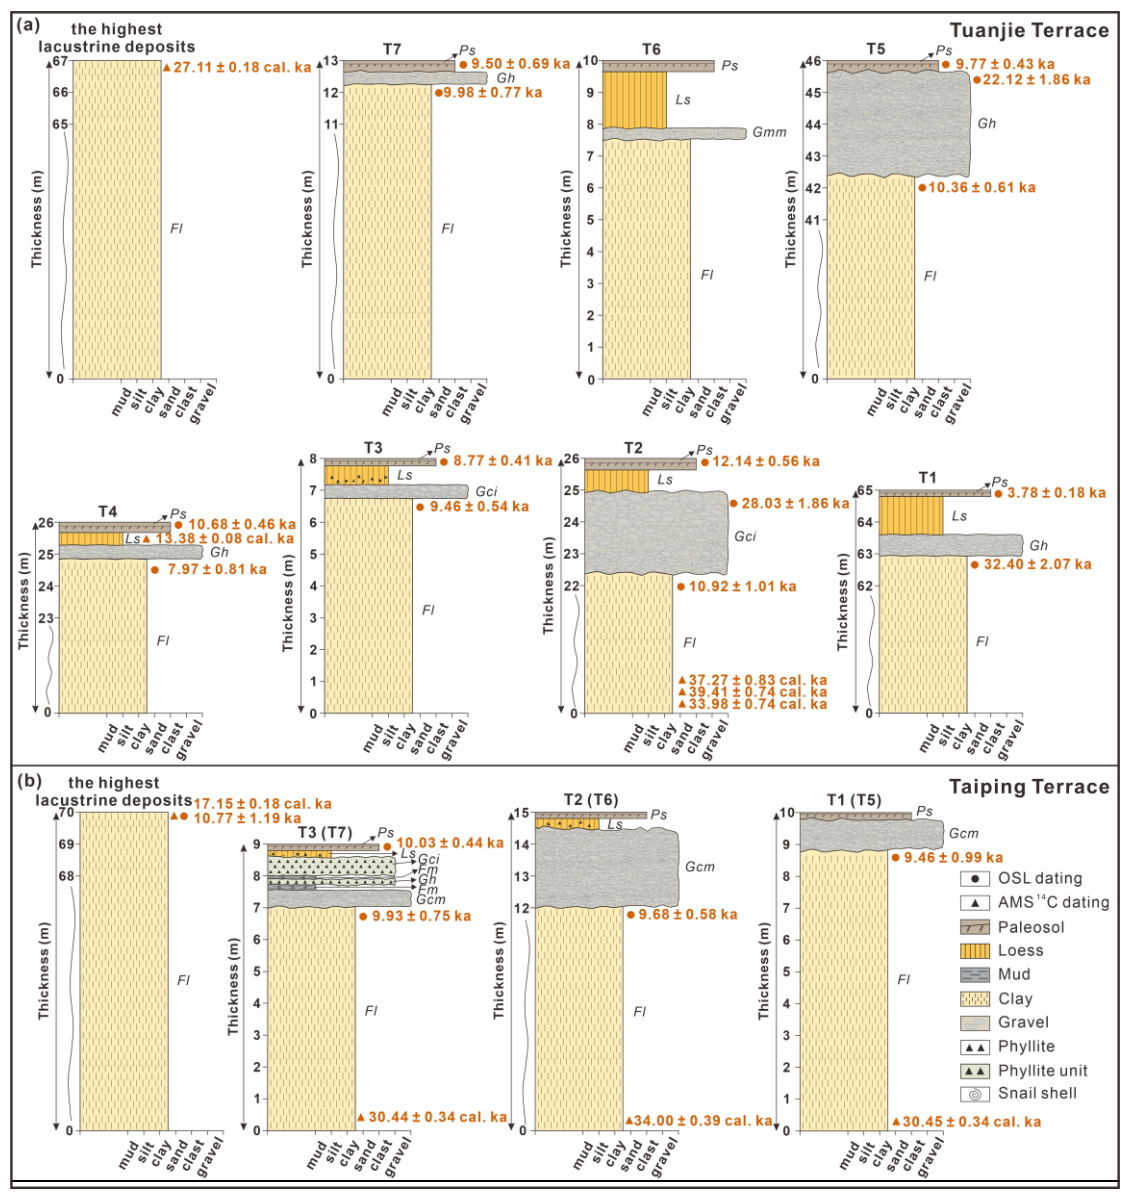 (a)
Tuanjie Terrace
the highest
lacustrine deposits
67
66
65
0
Thickness (m)
27.11 ± 0.18 cal. ka
Fl
mud silt clay sand clast gravel
T7
13
12
11
0
Thickness (m)
Ps
9.50 ± 0.69 ka
Gh
9.98 ± 0.77 ka
Fl
mud silt clay sand clast gravel
T6
10
9
8
7
6
5
4
3
2
1
0
Thickness (m)
Ps
Ls
Gmm
Fl
mud silt clay sand clast gravel
T5
46
45
44
43
42
41
0
Thickness (m)
Ps
9.77 ± 0.43 ka
22.12 ± 1.86 ka
Gh
10.36 ± 0.61 ka
Fl
mud silt clay sand clast gravel
T4
26
25
24
23
0
Thickness (m)
Ps
10.68 ± 0.46 ka
Ls
13.38 ± 0.08 cal. ka
Gh
7.97 ± 0.81 ka
Fl
mud silt clay sand clast gravel
T3
8
7
6
5
4
3
2
1
0
Thickness (m)
Ps
8.77 ± 0.41 ka
Ls
Gci
9.46 ± 0.54 ka
Fl
mud silt clay sand clast gravel
T2
26
25
24
23
22
0
Thickness (m)
Ps
12.14 ± 0.56 ka
Ls
28.03 ± 1.86 ka
Gci
10.92 ± 1.01 ka
Fl
37.27 ± 0.83 cal. ka
39.41 ± 0.74 cal. ka
33.98 ± 0.74 cal. ka
mud silt clay sand clast gravel
T1
65
64
63
62
0
Thickness (m)
Ps
3.78 ± 0.18 ka
Ls
Gh
32.40 ± 2.07 ka
Fl
mud silt clay sand clast gravel
(b)
Taiping Terrace
the highest
lacustrine deposits
70
69
68
0
Thickness (m)
17.15 ± 0.18 cal. ka
10.77 ± 1.19 ka
Fl
mud silt clay sand clast gravel
T3 (T7)
9
8
7
6
5
4
3
2
1
0
Thickness (m)
Ps
10.03 ± 0.44 ka
Ls
Gci
Fm
Gh
Fm
Gcm
9.93 ± 0.75 ka
Fl
30.44 ± 0.34 cal. ka
mud silt clay sand clast gravel
T2 (T6)
15
14
13
12
0
Thickness (m)
Ps
Ls
Gcm
9.68 ± 0.58 ka
Fl
34.00 ± 0.39 cal. ka
mud silt clay sand clast gravel
T1 (T5)
10
9
8
7
6
5
4
3
2
1
0
Thickness (m)
Ps
Gcm
9.46 ± 0.99 ka
Fl
30.45 ± 0.34 cal. ka
mud silt clay sand clast gravel
OSL dating
AMS ¹⁴C dating
Paleosol
Loess
Mud
Clay
Gravel
Phyllite
Phyllite unit
Snail shell